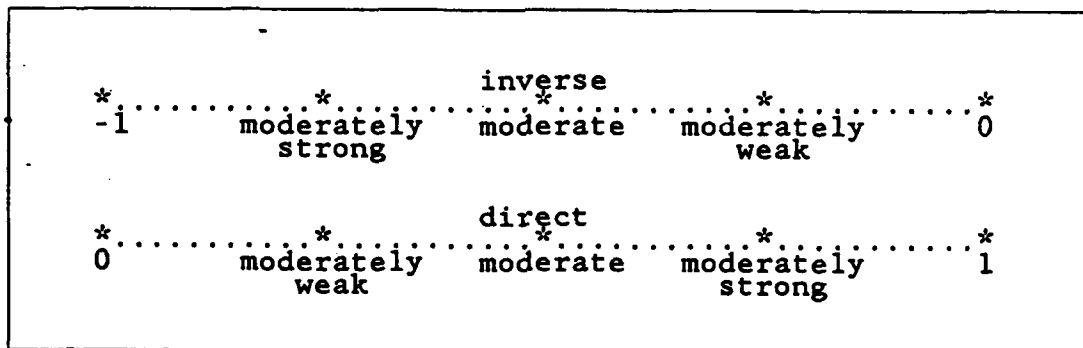 inverse
*...........*...........*...........*...........*
-1 moderately moderate moderately 0
strong weak
direct
*...........*...........*...........*...........*
0 moderately moderate moderately 1
weak strong